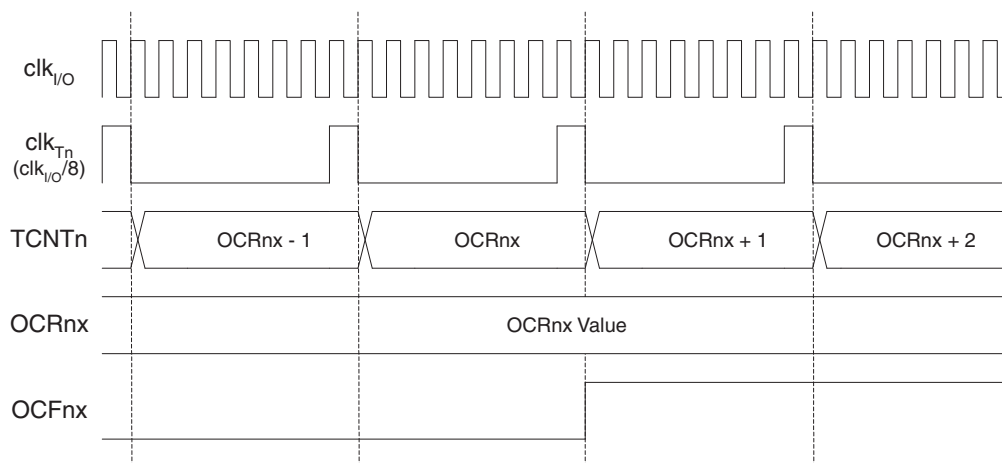 clkI/O
clkTn
(clkI/O/8)
TCNTn OCRnx - 1 OCRnx OCRnx + 1 OCRnx + 2
OCRnx OCRnx Value
OCFnx